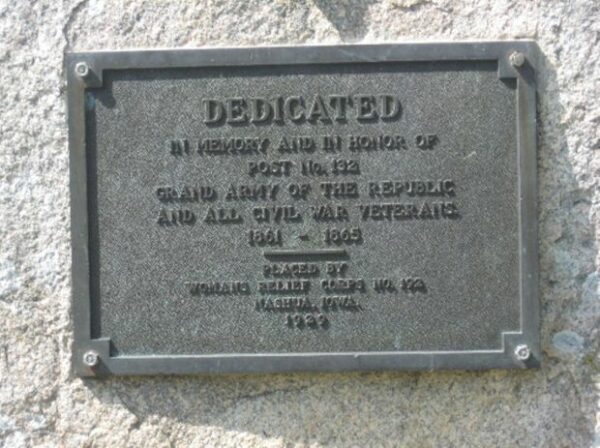 DEDICATED
IN MEMORY AND IN HONOR OF
POST No. 132
GRAND ARMY OF THE REPUBLIC
AND ALL CIVIL WAR VETERANS.
1861 - 1865
PLACED BY
WOMANS RELIEF CORPS NO.
NASHUA, IOWA.
1929